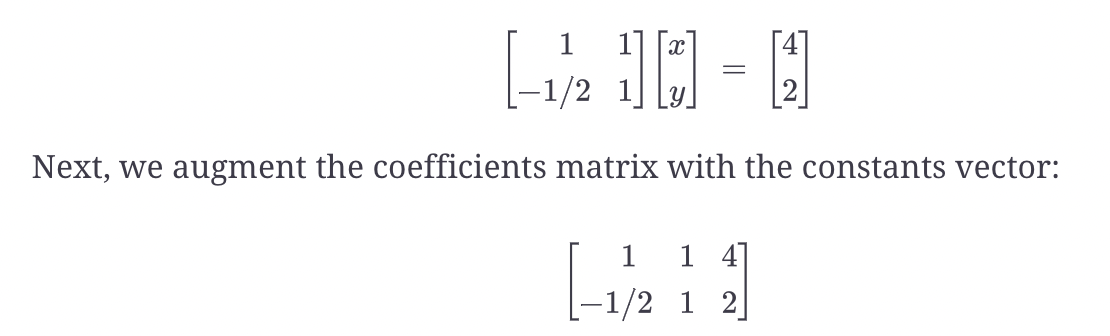 [1 1] [x] = [4]
[-1/2 1] [y] [2]
Next, we augment the coefficients matrix with the constants vector:
[1 1 4]
[-1/2 1 2]